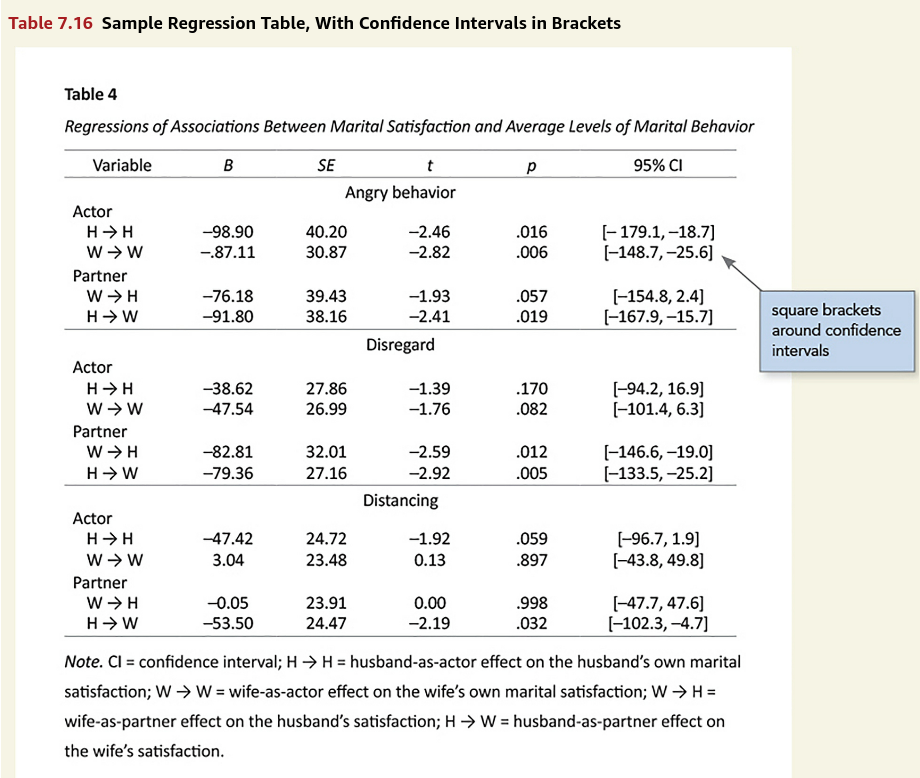 Table 7.16 Sample Regression Table, With Confidence Intervals in Brackets
Table 4
Regressions of Associations Between Marital Satisfaction and Average Levels of Marital Behavior
Variable B SE t p 95% CI
Angry behavior
Actor
H → H –98.90 40.20 –2.46 .016 [– 179.1, –18.7]
W → W –.87.11 30.87 –2.82 .006 [–148.7, –25.6]
Partner
W → H –76.18 39.43 –1.93 .057 [–154.8, 2.4]
H → W –91.80 38.16 –2.41 .019 [–167.9, –15.7]
square brackets
around confidence
intervals
Disregard
Actor
H → H –38.62 27.86 –1.39 .170 [–94.2, 16.9]
W → W –47.54 26.99 –1.76 .082 [–101.4, 6.3]
Partner
W → H –82.81 32.01 –2.59 .012 [–146.6, –19.0]
H → W –79.36 27.16 –2.92 .005 [–133.5, –25.2]
Distancing
Actor
H → H –47.42 24.72 –1.92 .059 [–96.7, 1.9]
W → W 3.04 23.48 0.13 .897 [–43.8, 49.8]
Partner
W → H –0.05 23.91 0.00 .998 [–47.7, 47.6]
H → W –53.50 24.47 –2.19 .032 [–102.3, –4.7]
Note. CI = confidence interval; H → H = husband-as-actor effect on the husband’s own marital
satisfaction; W → W = wife-as-actor effect on the wife’s own marital satisfaction; W → H =
wife-as-partner effect on the husband’s satisfaction; H → W = husband-as-partner effect on
the wife’s satisfaction.